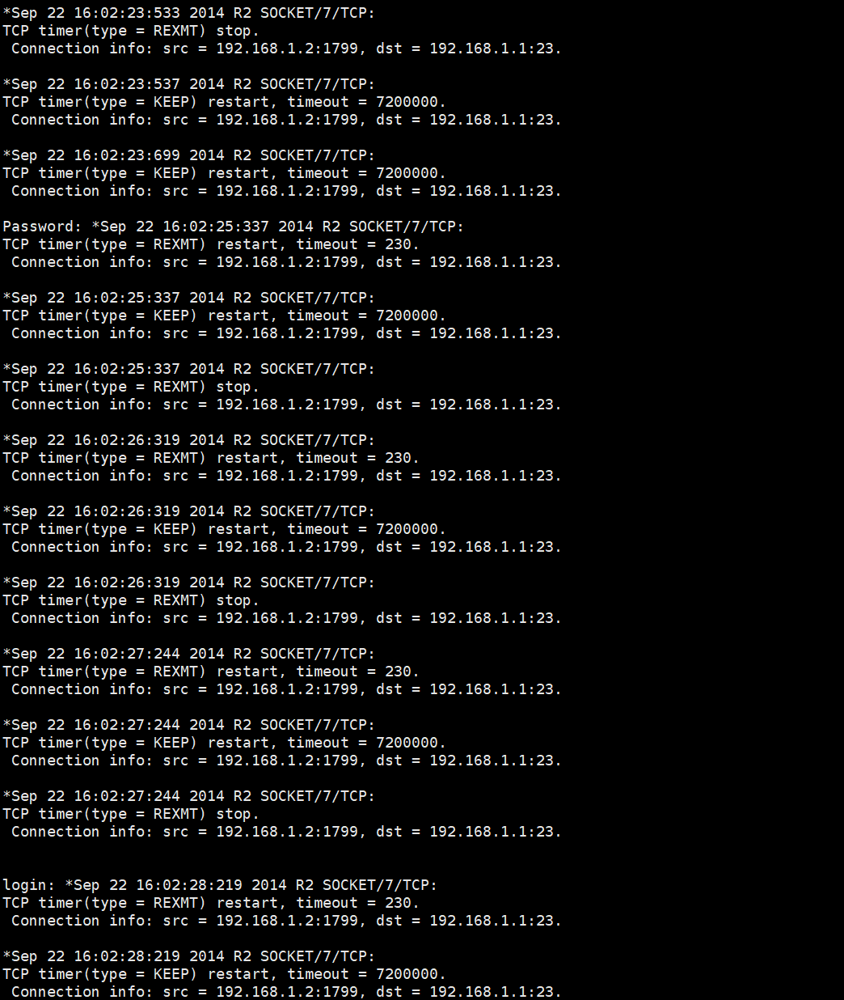 *Sep 22 16:02:23:533 2014 R2 SOCKET/7/TCP:
TCP timer(type = REXMT) stop.
Connection info: src = 192.168.1.2:1799, dst = 192.168.1.1:23.
*Sep 22 16:02:23:537 2014 R2 SOCKET/7/TCP:
TCP timer(type = KEEP) restart, timeout = 7200000.
Connection info: src = 192.168.1.2:1799, dst = 192.168.1.1:23.
*Sep 22 16:02:23:699 2014 R2 SOCKET/7/TCP:
TCP timer(type = KEEP) restart, timeout = 7200000.
Connection info: src = 192.168.1.2:1799, dst = 192.168.1.1:23.
Password: *Sep 22 16:02:25:337 2014 R2 SOCKET/7/TCP:
TCP timer(type = REXMT) restart, timeout = 230.
Connection info: src = 192.168.1.2:1799, dst = 192.168.1.1:23.
*Sep 22 16:02:25:337 2014 R2 SOCKET/7/TCP:
TCP timer(type = KEEP) restart, timeout = 7200000.
Connection info: src = 192.168.1.2:1799, dst = 192.168.1.1:23.
*Sep 22 16:02:25:337 2014 R2 SOCKET/7/TCP:
TCP timer(type = REXMT) stop.
Connection info: src = 192.168.1.2:1799, dst = 192.168.1.1:23.
*Sep 22 16:02:26:319 2014 R2 SOCKET/7/TCP:
TCP timer(type = REXMT) restart, timeout = 230.
Connection info: src = 192.168.1.2:1799, dst = 192.168.1.1:23.
*Sep 22 16:02:26:319 2014 R2 SOCKET/7/TCP:
TCP timer(type = KEEP) restart, timeout = 7200000.
Connection info: src = 192.168.1.2:1799, dst = 192.168.1.1:23.
*Sep 22 16:02:26:319 2014 R2 SOCKET/7/TCP:
TCP timer(type = REXMT) stop.
Connection info: src = 192.168.1.2:1799, dst = 192.168.1.1:23.
*Sep 22 16:02:27:244 2014 R2 SOCKET/7/TCP:
TCP timer(type = REXMT) restart, timeout = 230.
Connection info: src = 192.168.1.2:1799, dst = 192.168.1.1:23.
*Sep 22 16:02:27:244 2014 R2 SOCKET/7/TCP:
TCP timer(type = KEEP) restart, timeout = 7200000.
Connection info: src = 192.168.1.2:1799, dst = 192.168.1.1:23.
*Sep 22 16:02:27:244 2014 R2 SOCKET/7/TCP:
TCP timer(type = REXMT) stop.
Connection info: src = 192.168.1.2:1799, dst = 192.168.1.1:23.
login: *Sep 22 16:02:28:219 2014 R2 SOCKET/7/TCP:
TCP timer(type = REXMT) restart, timeout = 230.
Connection info: src = 192.168.1.2:1799, dst = 192.168.1.1:23.
*Sep 22 16:02:28:219 2014 R2 SOCKET/7/TCP:
TCP timer(type = KEEP) restart, timeout = 7200000.
Connection info: src = 192.168.1.2:1799, dst = 192.168.1.1:23.